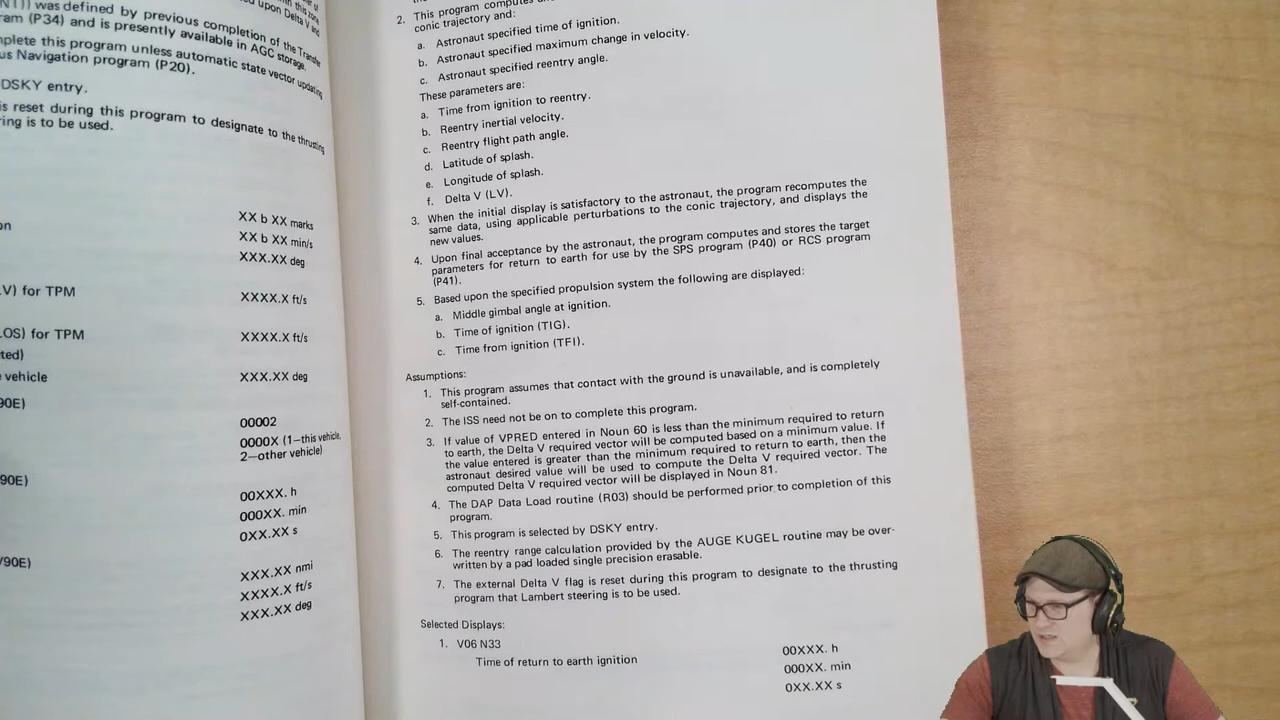 NT)) was defined by previous completion of the Transfer
ram (P34) and is presently available in AGC storage.
plete this program unless automatic state vector updating
us Navigation program (P20).
DSKY entry.
is reset during this program to designate to the thrusting
ring is to be used.
on
XX b XX marks
XX b XX min/s
XXX.XX deg
V) for TPM XXXX.X ft/s
LOS) for TPM XXXX.X ft/s
ted)
vehicle XXX.XX deg
90E)
00002
0000X (1—this vehicle,
2—other vehicle)
90E)
00XXX. h
000XX. min
0XX.XX s
/90E)
XXX.XX nmi
XXXX.X ft/s
XXX.XX deg
2. This program computes
conic trajectory and:
a. Astronaut specified time of ignition.
b. Astronaut specified maximum change in velocity.
c. Astronaut specified reentry angle.
These parameters are:
a. Time from ignition to reentry.
b. Reentry inertial velocity.
c. Reentry flight path angle.
d. Latitude of splash.
e. Longitude of splash.
f. Delta V (LV).
3. When the initial display is satisfactory to the astronaut, the program recomputes the
same data, using applicable perturbations to the conic trajectory, and displays the
new values.
4. Upon final acceptance by the astronaut, the program computes and stores the target
parameters for return to earth for use by the SPS program (P40) or RCS program
(P41).
5. Based upon the specified propulsion system the following are displayed:
a. Middle gimbal angle at ignition.
b. Time of ignition (TIG).
c. Time from ignition (TFI).
Assumptions:
1. This program assumes that contact with the ground is unavailable, and is completely
self-contained.
2. The ISS need not be on to complete this program.
3. If value of VPRED entered in Noun 60 is less than the minimum required to return
to earth, the Delta V required vector will be computed based on a minimum value. If
the value entered is greater than the minimum required to return to earth, then the
astronaut desired value will be used to compute the Delta V required vector. The
computed Delta V required vector will be displayed in Noun 81.
4. The DAP Data Load routine (R03) should be performed prior to completion of this
program.
5. This program is selected by DSKY entry.
6. The reentry range calculation provided by the AUGE KUGEL routine may be over-
written by a pad loaded single precision erasable.
7. The external Delta V flag is reset during this program to designate to the thrusting
program that Lambert steering is to be used.
Selected Displays:
1. V06 N33
Time of return to earth ignition
00XXX. h
000XX. min
0XX.XX s